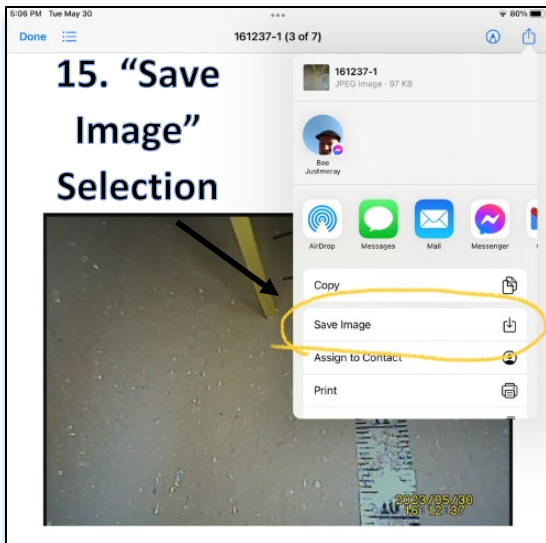 5:06 PM Tue May 30
80%
Done
161237-1 (3 of 7)
15. “Save
Image”
Selection
161237-1
JPEG Image - 97 KB
Bee
Justmeray
AirDrop
Messages
Mail
Messenger
Copy
Save Image
Assign to Contact
Print
2023/05/30
16:12:37